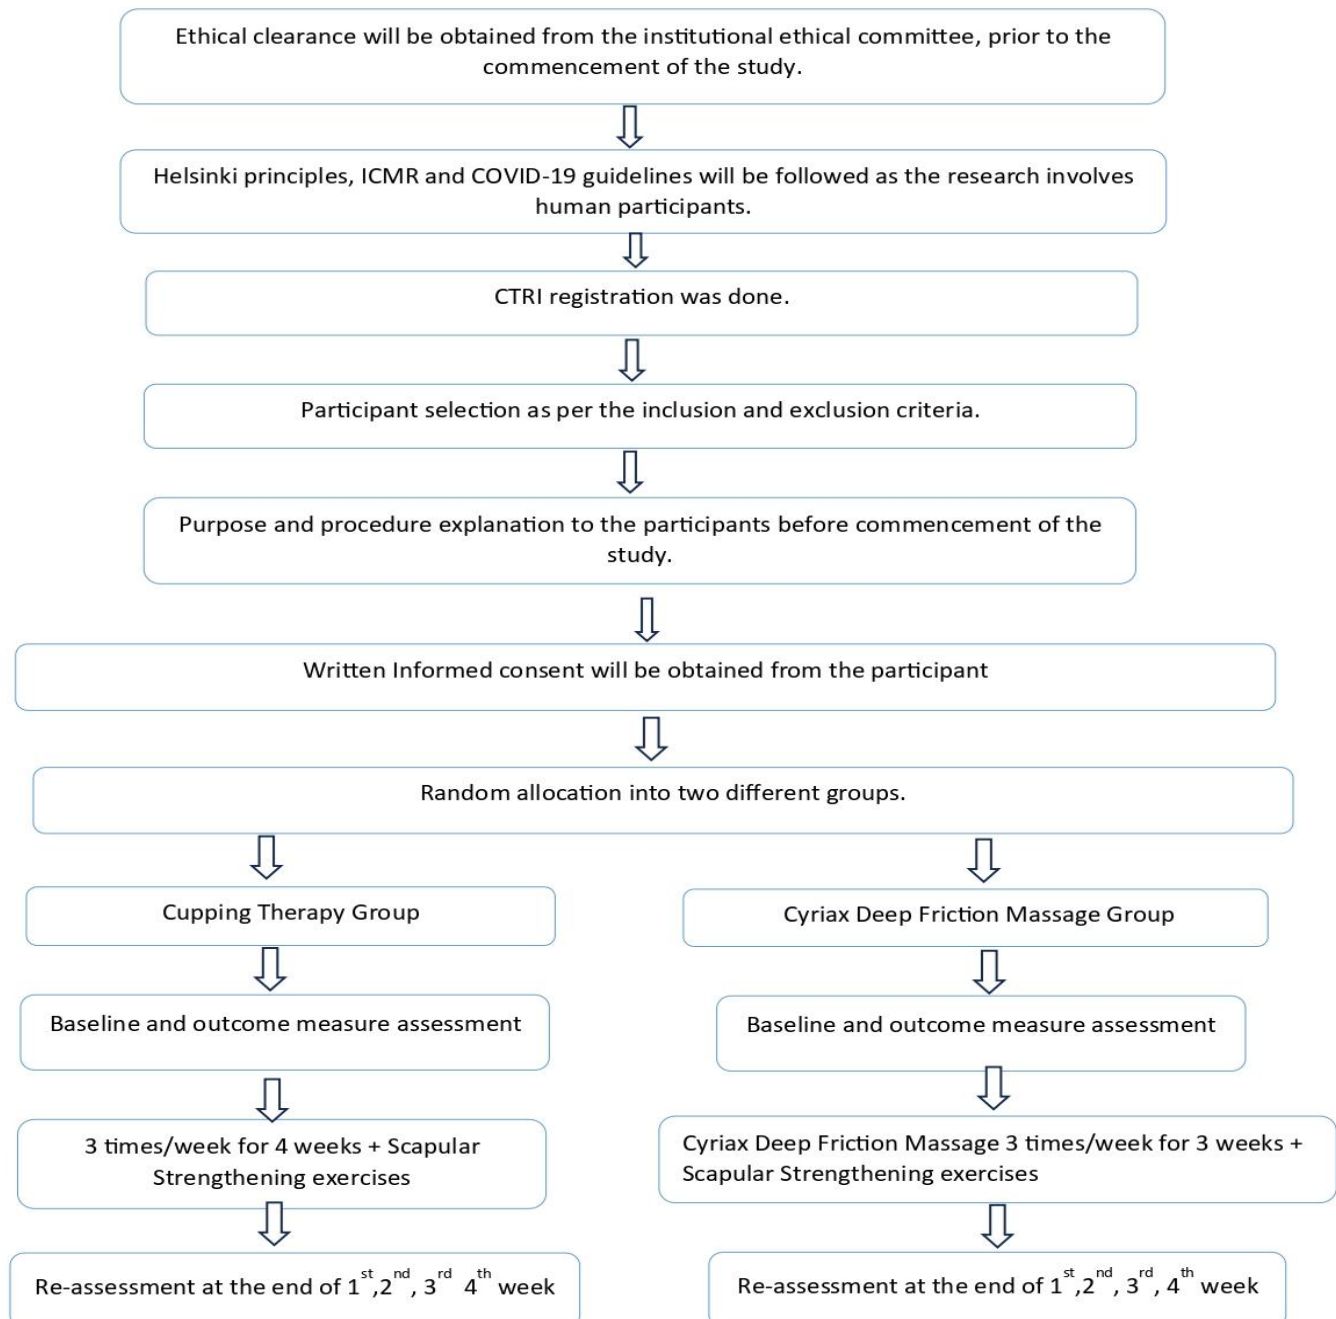 Ethical clearance will be obtained from the institutional ethical committee, prior to the
commencement of the study.
Helsinki principles, ICMR and COVID-19 guidelines will be followed as the research involves
human participants.
CTRI registration was done.
Participant selection as per the inclusion and exclusion criteria.
Purpose and procedure explanation to the participants before commencement of the
study.
Written Informed consent will be obtained from the participant
Random allocation into two different groups.
Cupping Therapy Group
Cyriax Deep Friction Massage Group
Baseline and outcome measure assessment
Baseline and outcome measure assessment
3 times/week for 4 weeks + Scapular
Strengthening exercises
Cyriax Deep Friction Massage 3 times/week for 3 weeks +
Scapular Strengthening exercises
Re-assessment at the end of 1st,2nd, 3rd 4th week
Re-assessment at the end of 1st,2nd, 3rd, 4th week